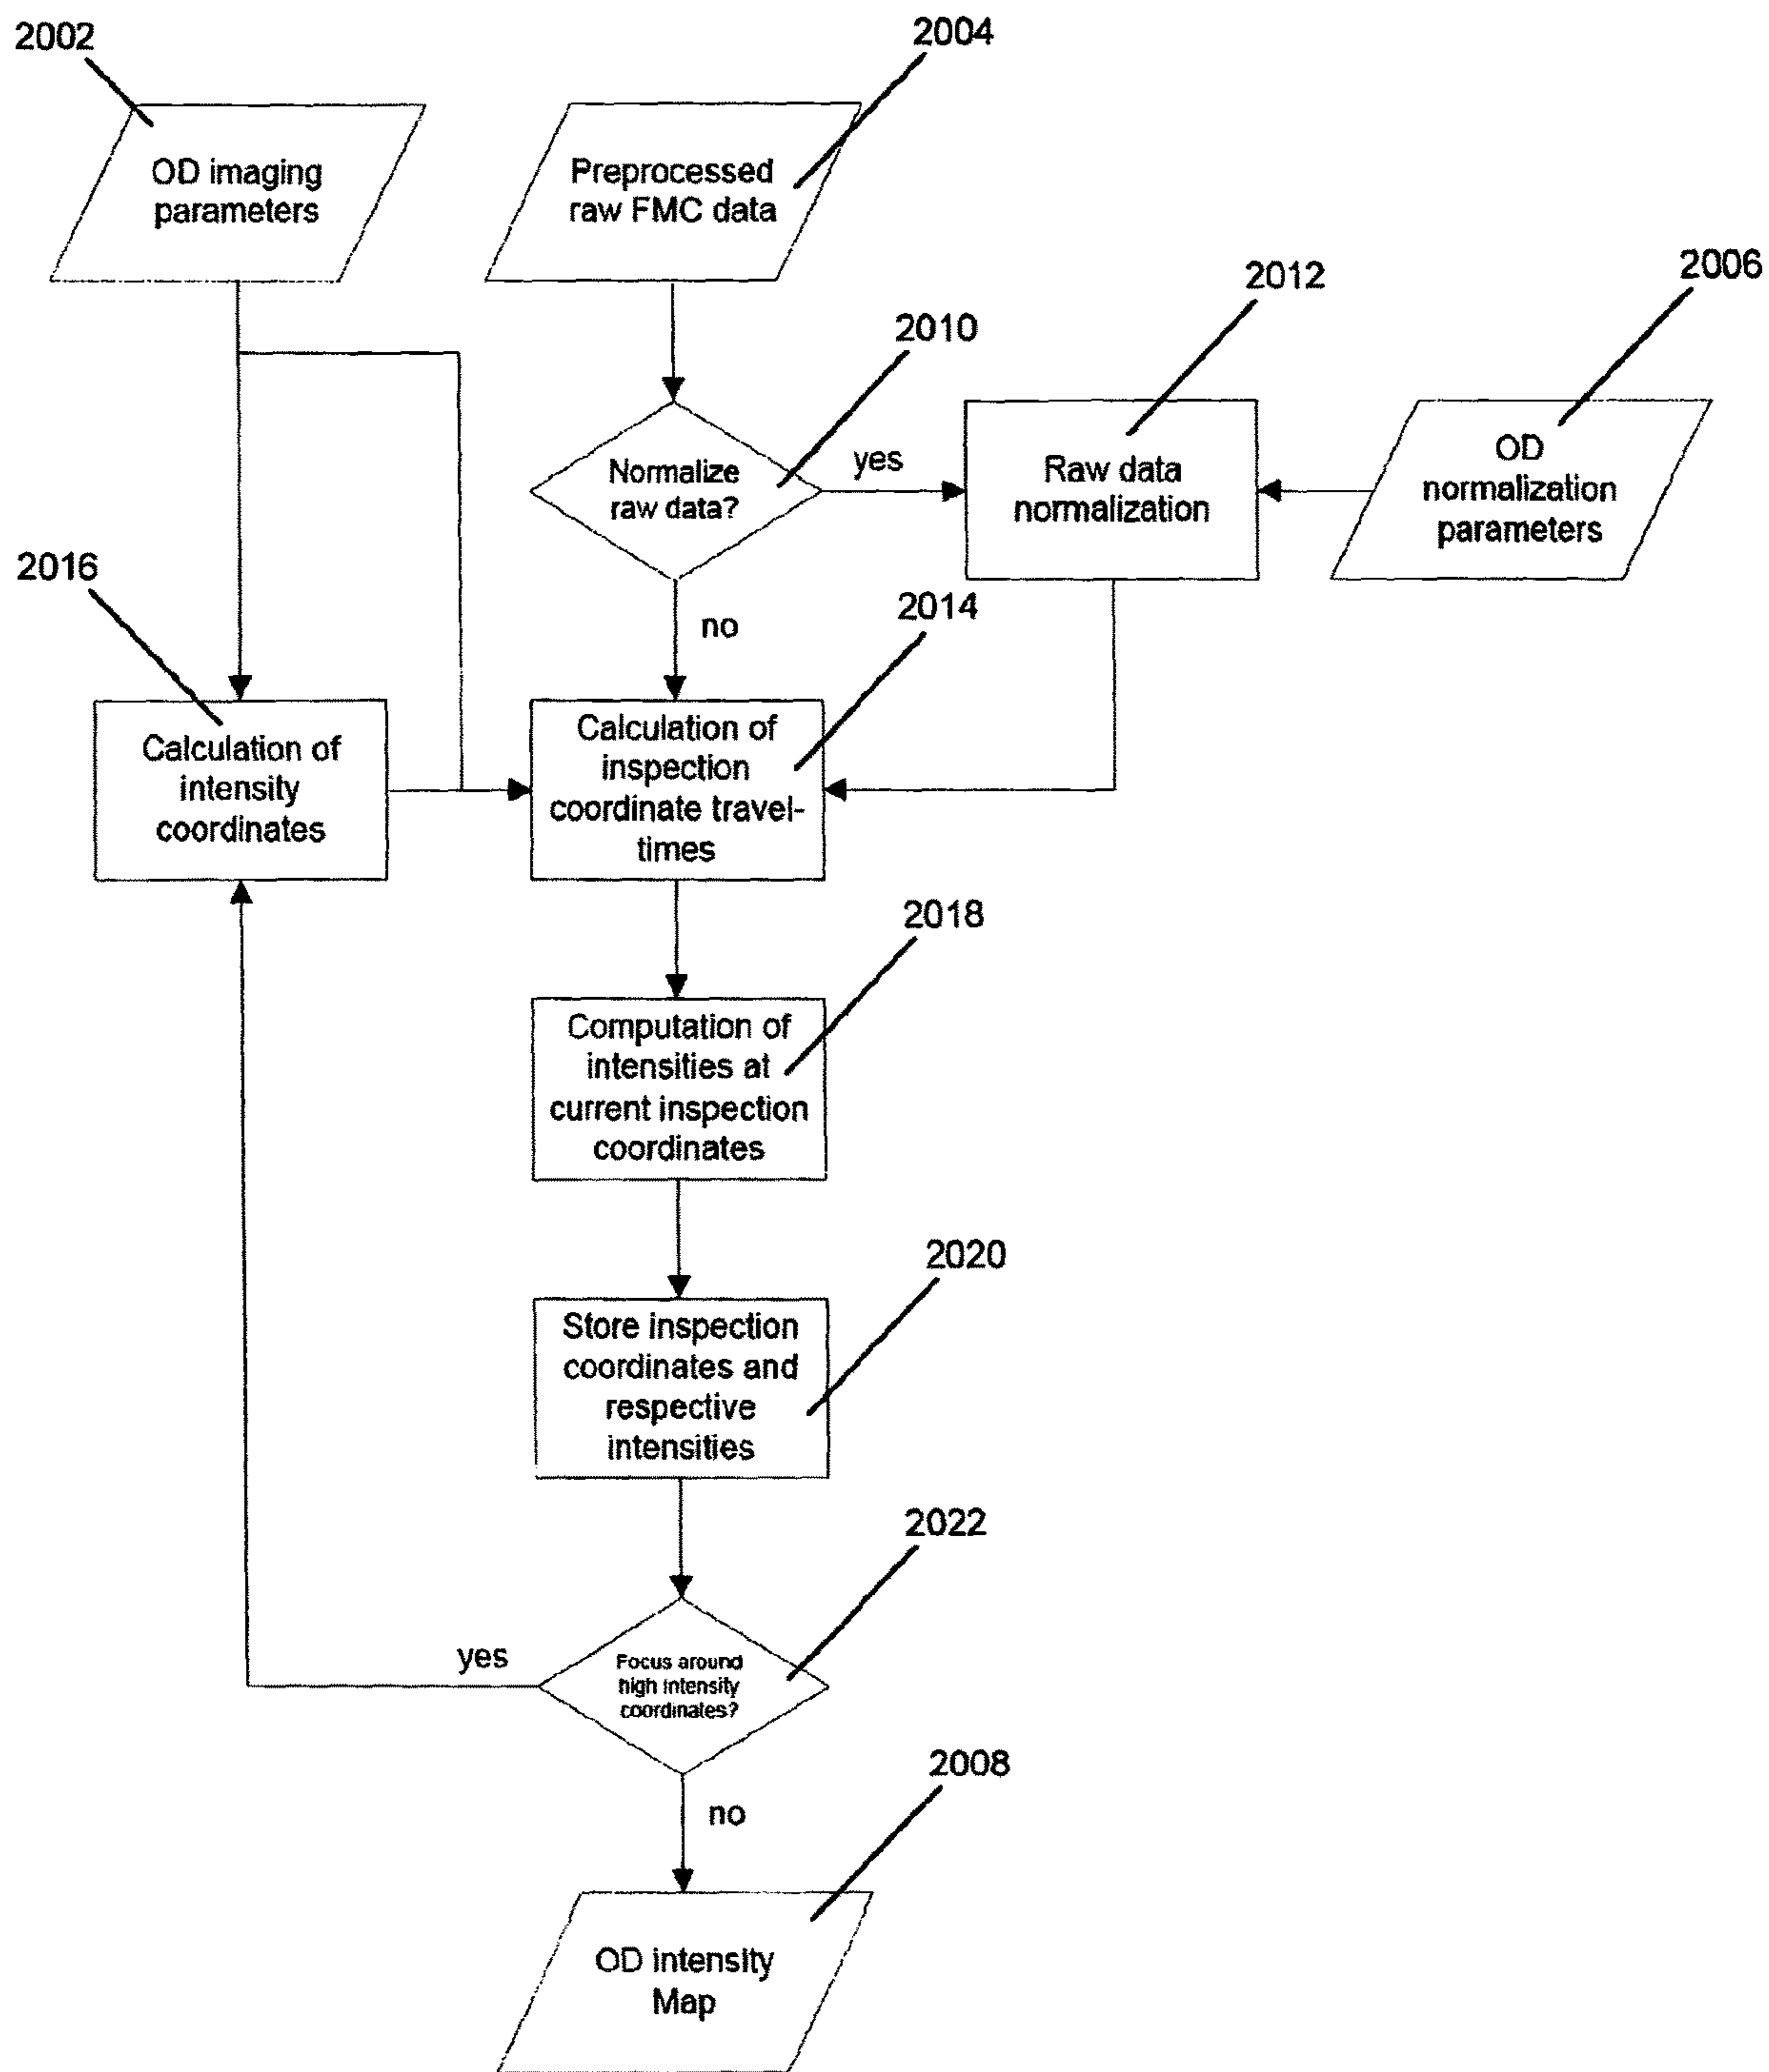 2002
2004
OD imaging
parameters
Preprocessed
raw FMC data
2006
2012
2010
Normalize
raw data?
yes
Raw data
normalization
OD
normalization
parameters
no
2016
2014
Calculation of
intensity
coordinates
Calculation of
inspection
coordinate travel-
times
2018
Computation of
intensities at
current inspection
coordinates
2020
Store inspection
coordinates and
respective
intensities
2022
yes
Focus around
high intensity
coordinates?
2008
no
OD intensity
Map